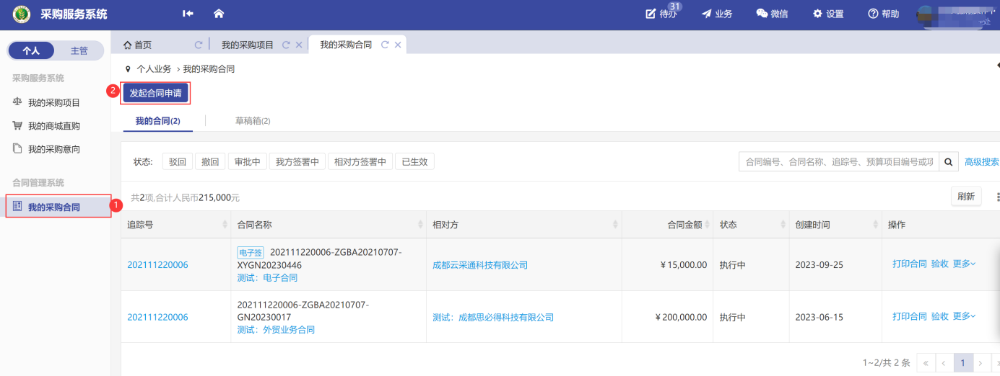 采购服务系统
待办
31
业务
微信
设置
帮助
处
个人
主管
首页
我的采购项目
我的采购合同
采购服务系统
我的采购项目
我的商城直购
我的采购意向
合同管理系统
我的采购合同
1
个人业务 › 我的采购合同
2
发起合同申请
我的合同(2)
草稿箱(2)
状态:
驳回
撤回
审批中
我方签署中
相对方签署中
已生效
合同编号、合同名称、追踪号、预算项目编号或项
高级搜索
共2项,合计人民币215,000元
刷新
追踪号
合同名称
相对方
合同金额
状态
创建时间
操作
202111220006
电子签 202111220006-ZGBA20210707-
XYGN20230446
测试：电子合同
成都云采通科技有限公司
¥15,000.00
执行中
2023-09-25
打印合同 验收 更多
202111220006
202111220006-ZGBA20210707-
GN20230017
测试：外贸业务合同
测试：成都思必得科技有限公司
¥200,000.00
执行中
2023-06-15
打印合同 验收 更多
1~2/共 2 条
« ‹ 1 ›